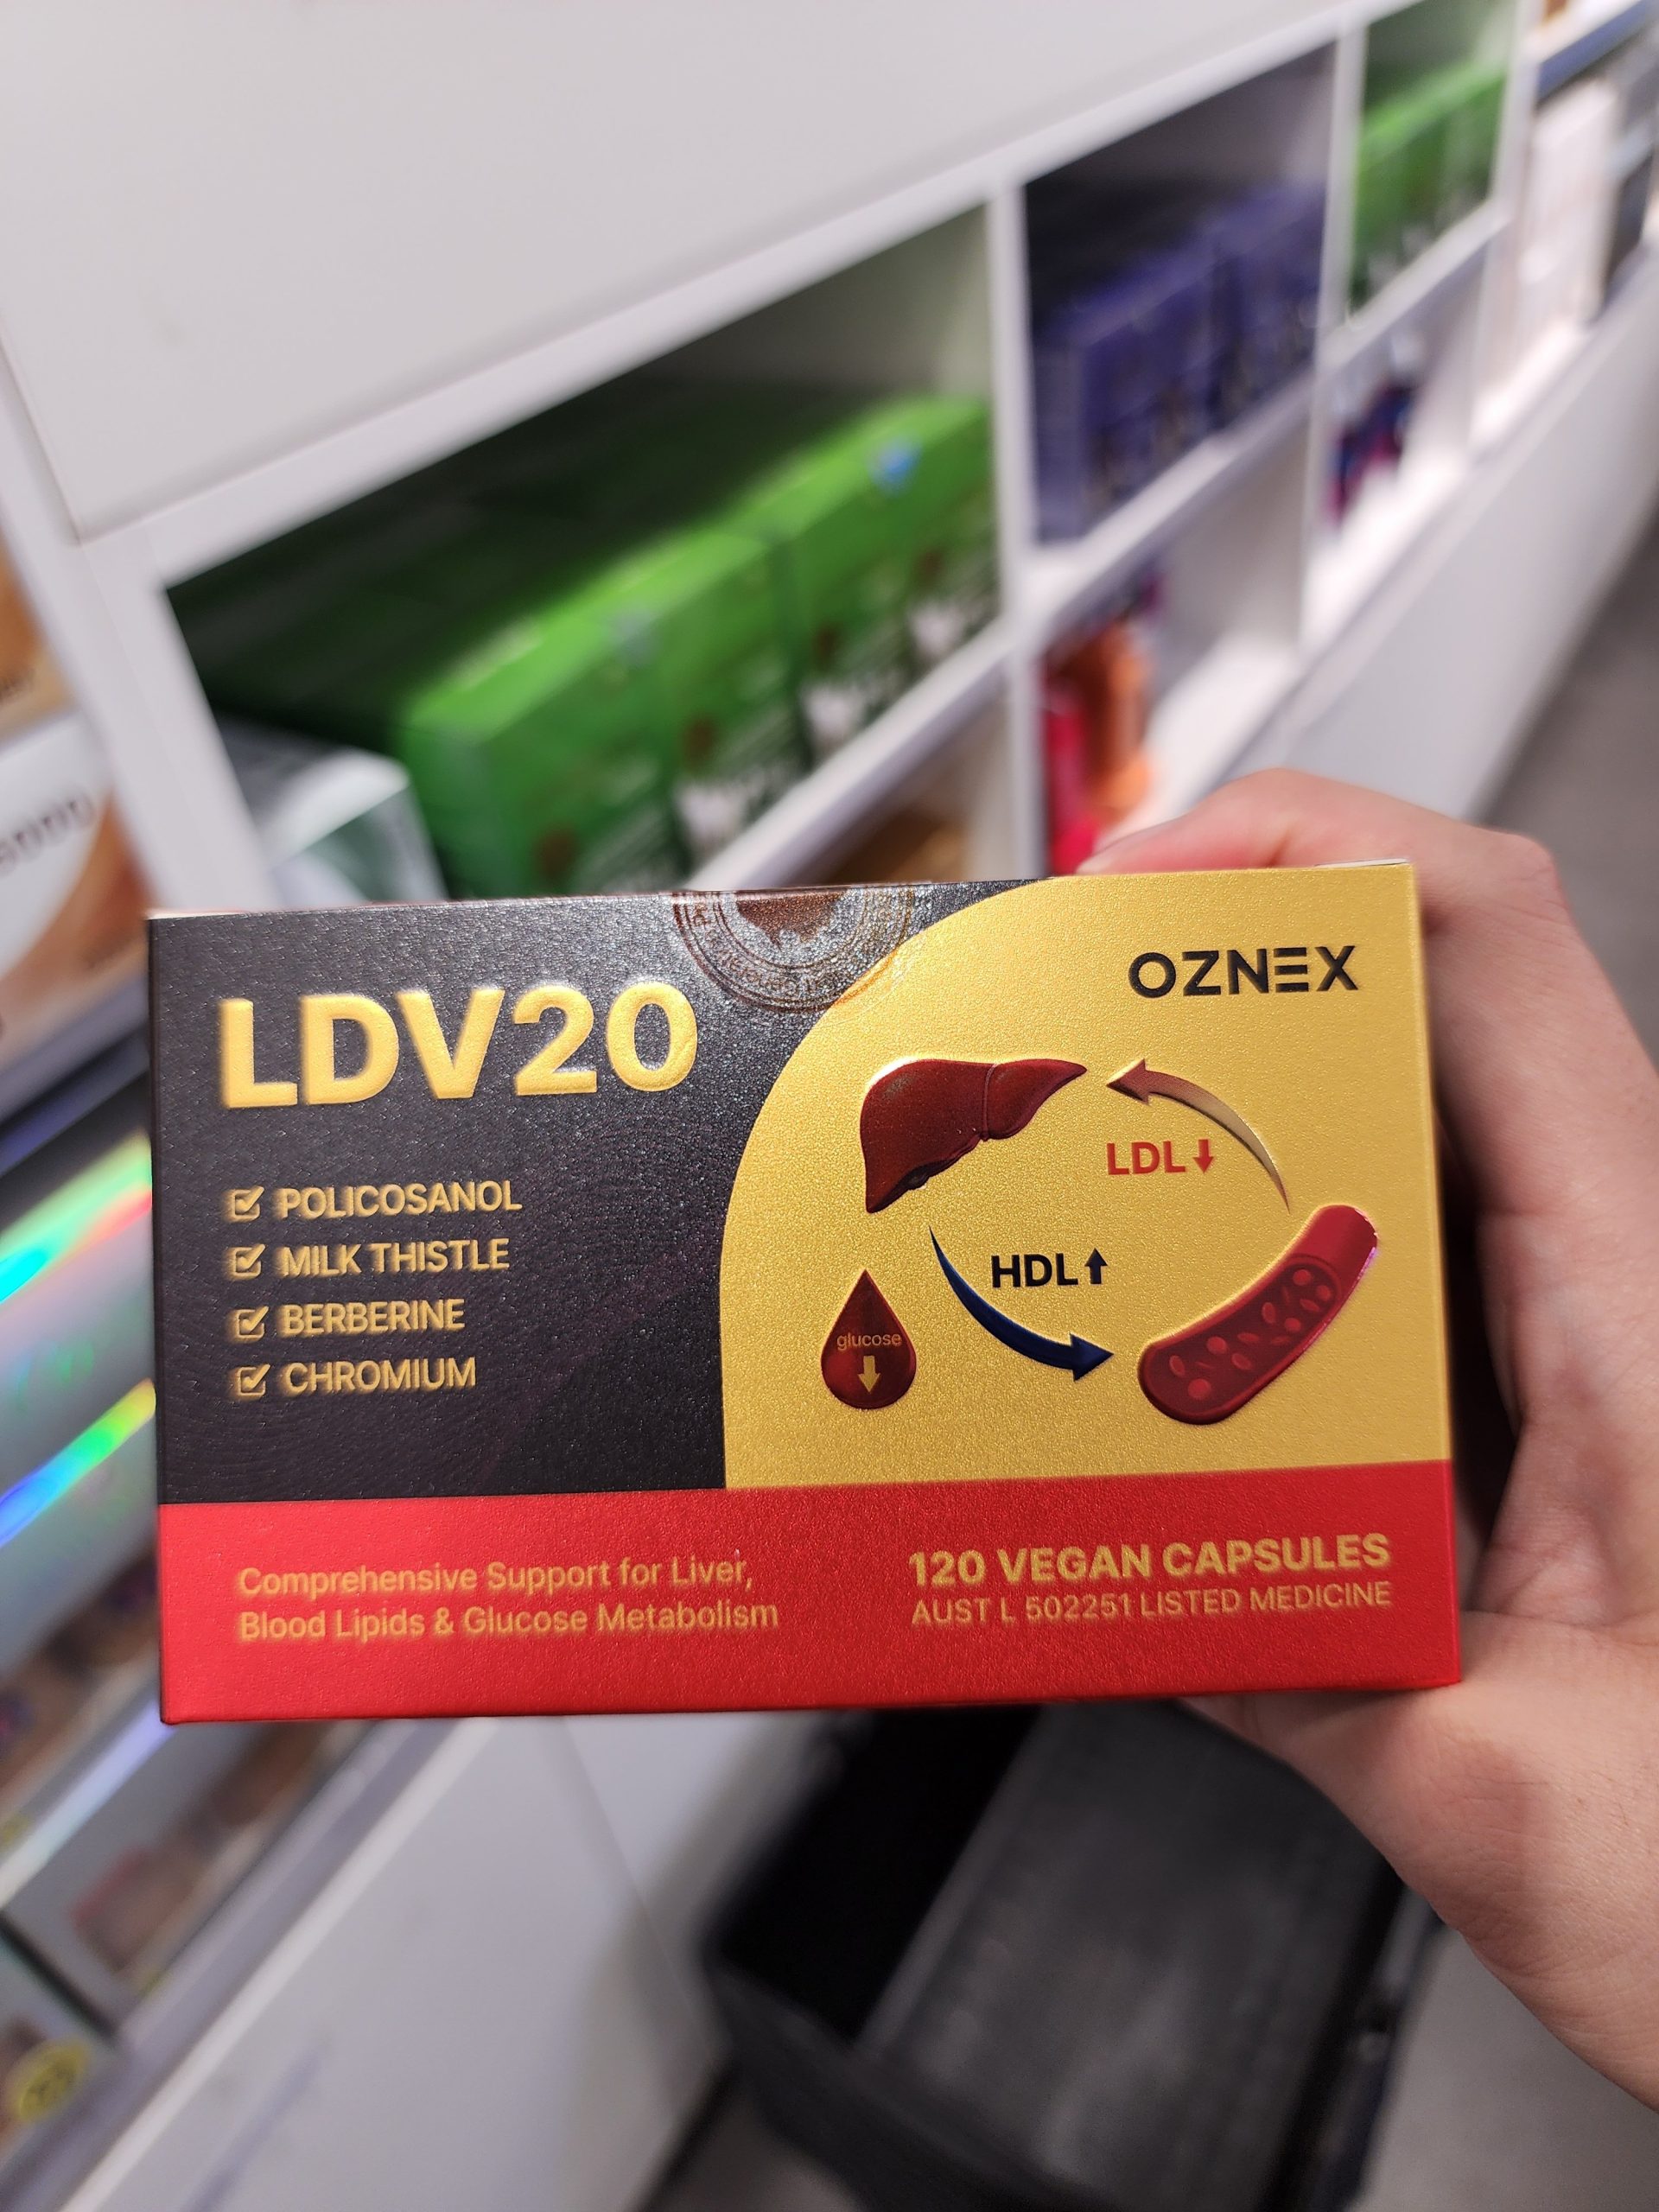 LDV20
OZNEX
POLICOSANOL
MILK THISTLE
BERBERINE
CHROMIUM
LDL
HDL
glucose
Comprehensive Support for Liver,
Blood Lipids & Glucose Metabolism
120 VEGAN CAPSULES
AUST L 502251 LISTED MEDICINE